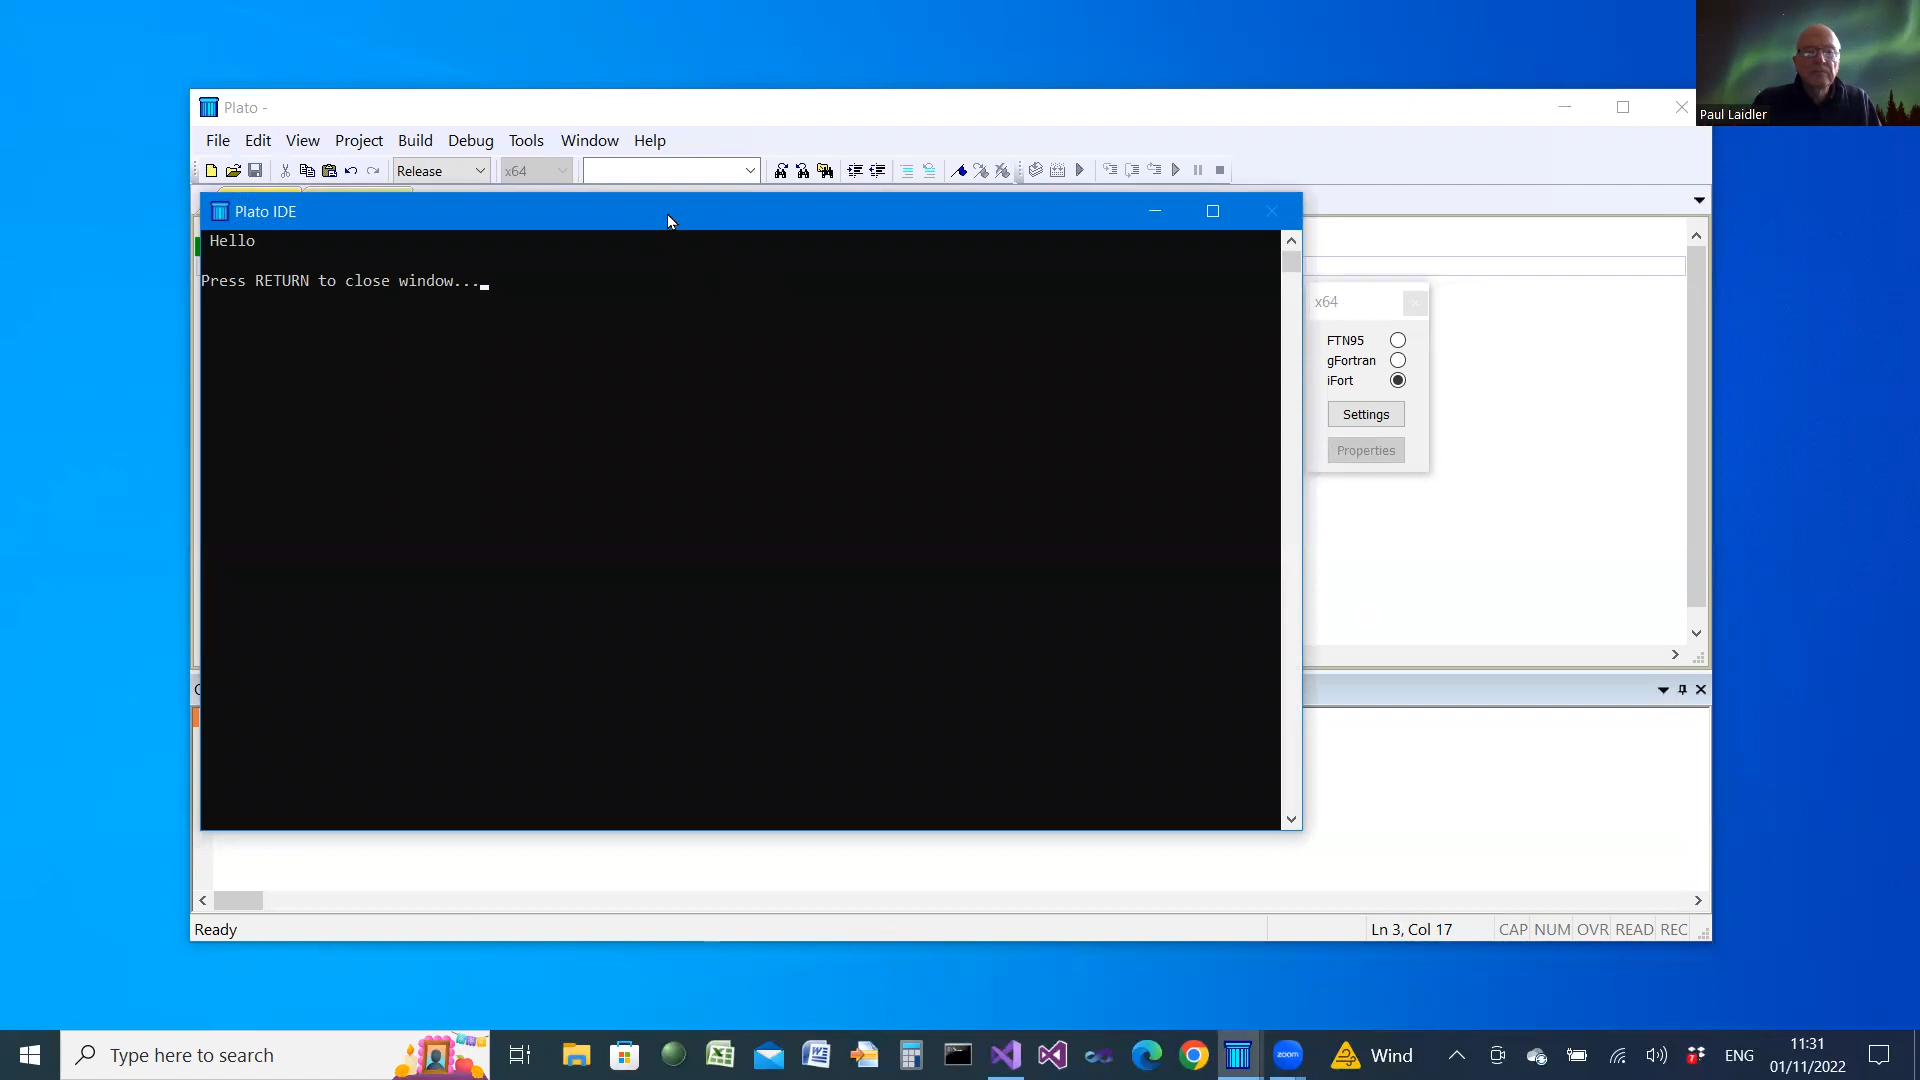 Plato -
Paul Laidler
File Edit View Project Build Debug Tools Window Help
Release x64
Plato IDE
Hello
Press RETURN to close window...
x64
FTN95
gFortran
iFort
Settings
Properties
Ready Ln 3, Col 17 CAP NUM OVR READ REC
Type here to search
zoom
Wind
ENG
11:31
01/11/2022